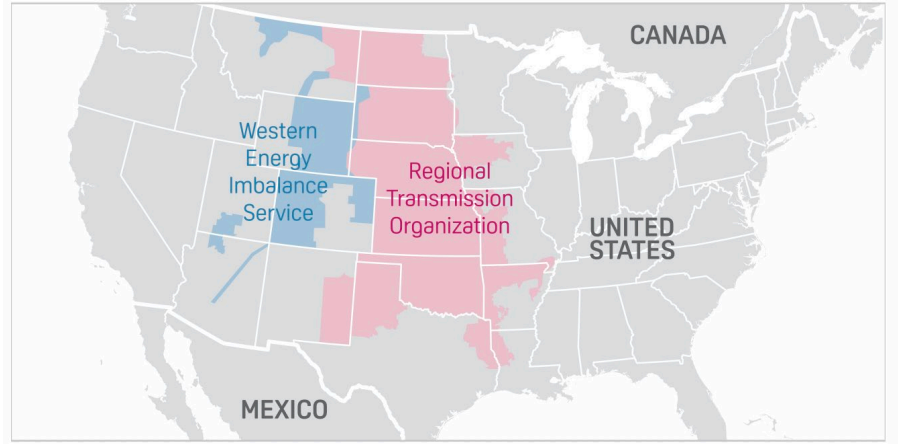 CANADA
Western
Energy
Imbalance
Service
Regional
Transmission
Organization
UNITED
STATES
MEXICO